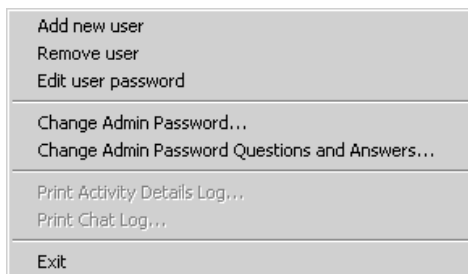 Add new user
Remove user
Edit user password
Change Admin Password...
Change Admin Password Questions and Answers...
Print Activity Details Log...
Print Chat Log...
Exit